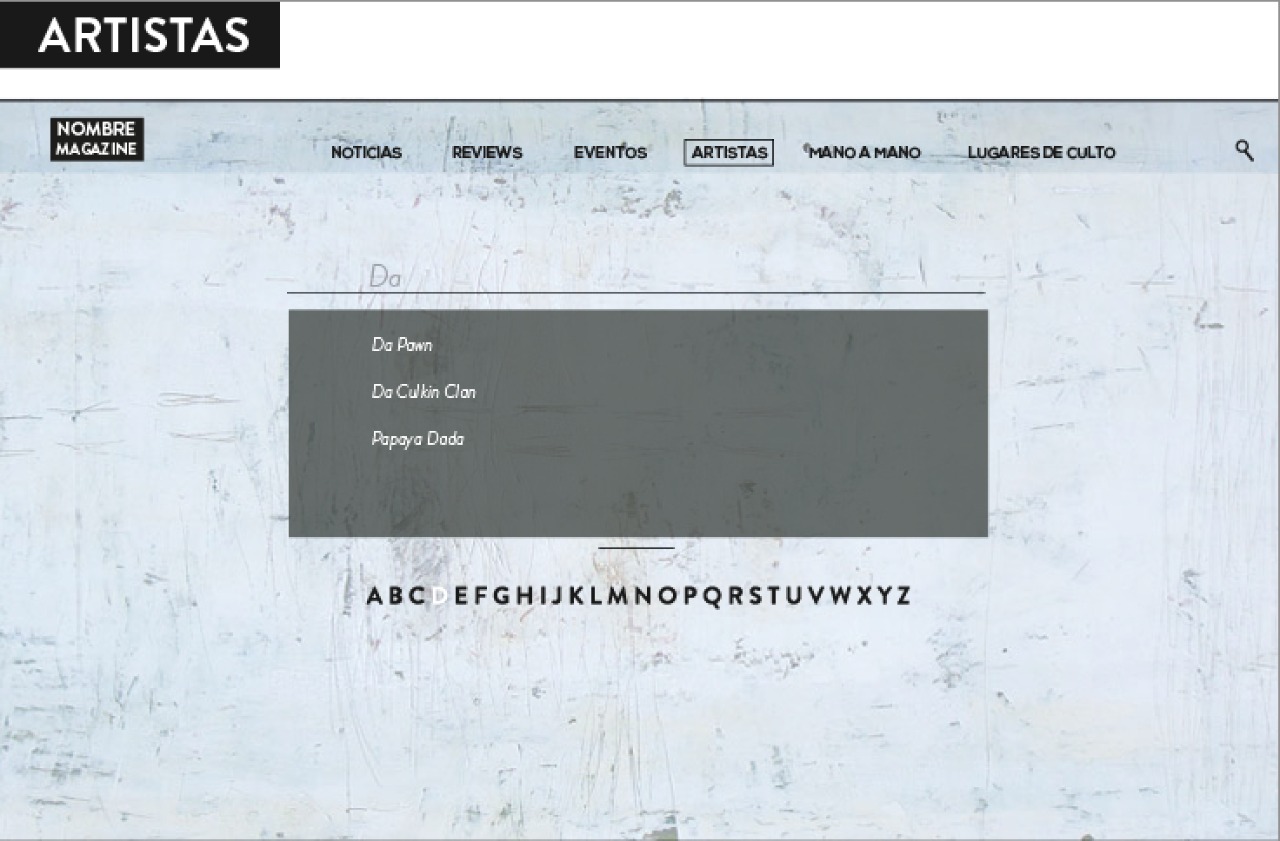 ARTISTAS
NOMBRE
MAGAZINE
NOTICIAS REVIEWS EVENTOS ARTISTAS MANO A MANO LUGARES DE CULTO
Da
Da Pawn
Da Culkin Clan
Papaya Dada
A B C D E F G H I J K L M N O P Q R S T U V W X Y Z